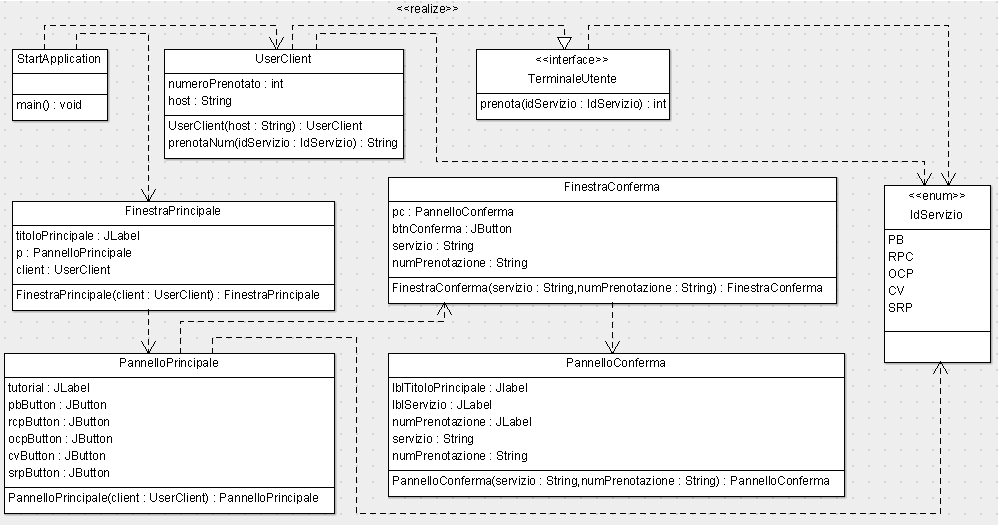 <<realize>>
StartApplication
main() : void
UserClient
numeroPrenotato : int
host : String
UserClient(host : String) : UserClient
prenotaNum(idServizio : IdServizio) : String
<<interface>>
TerminaleUtente
prenota(idServizio : IdServizio) : int
FinestraPrincipale
titoloPrincipale : JLabel
p : PannelloPrincipale
client : UserClient
FinestraPrincipale(client : UserClient) : FinestraPrincipale
FinestraConferma
pc : PannelloConferma
btnConferma : JButton
servizio : String
numPrenotazione : String
FinestraConferma(servizio : String,numPrenotazione : String) : FinestraConferma
<<enum>>
IdServizio
PB
RPC
OCP
CV
SRP
PannelloPrincipale
tutorial : JLabel
pbButton : JButton
rcpButton : JButton
ocpButton : JButton
cvButton : JButton
srpButton : JButton
PannelloPrincipale(client : UserClient) : PannelloPrincipale
PannelloConferma
lblTitoloPrincipale : Jlabel
lblServizio : JLabel
numPrenotazione : JLabel
servizio : String
numPrenotazione : String
PannelloConferma(servizio : String,numPrenotazione : String) : PannelloConferma